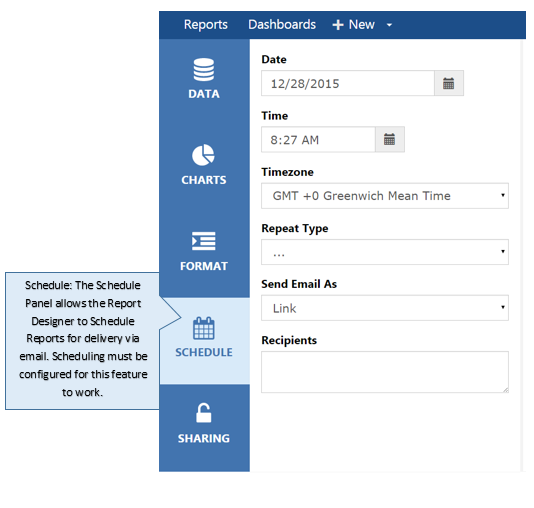 Reports Dashboards + New
DATA
CHARTS
FORMAT
SCHEDULE
SHARING
Schedule: The Schedule
Panel allows the Report
Designer to Schedule
Reports for delivery via
email. Scheduling must be
configured for this feature
to work.
Date
12/28/2015
Time
8:27 AM
Timezone
GMT +0 Greenwich Mean Time
Repeat Type
...
Send Email As
Link
Recipients